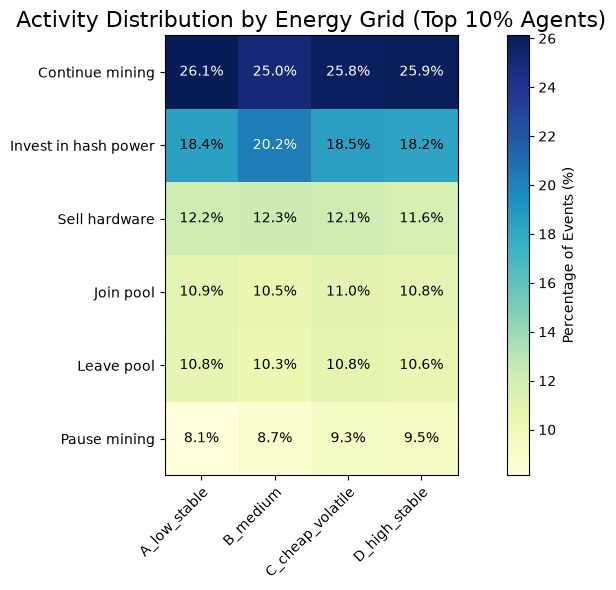 Activity Distribution by Energy Grid (Top 10% Agents)
Continue mining 26.1% 25.0% 25.8% 25.9%
Invest in hash power 18.4% 20.2% 18.5% 18.2%
Sell hardware 12.2% 12.3% 12.1% 11.6%
Join pool 10.9% 10.5% 11.0% 10.8%
Leave pool 10.8% 10.3% 10.8% 10.6%
Pause mining 8.1% 8.7% 9.3% 9.5%
A_low_stable
B_medium
C_cheap_volatile
D_high_stable
26
24
22
20
18
16
14
12
10
Percentage of Events (%)